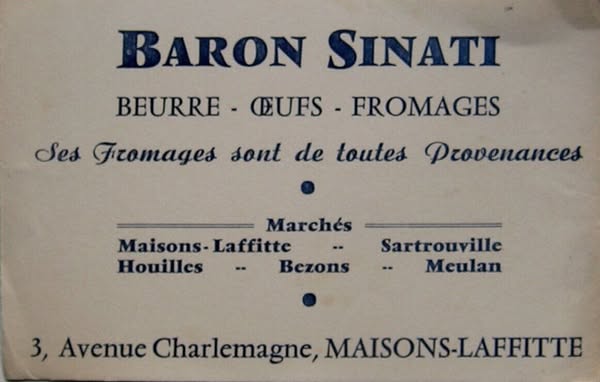 BARON SINATI
BEURRE - ŒUFS - FROMAGES
Ses Fromages sont de toutes Provenances
Marchés
Maisons-Laffitte -- Sartrouville
Houilles -- Bezons -- Meulan
3, Avenue Charlemagne, MAISONS-LAFFITTE